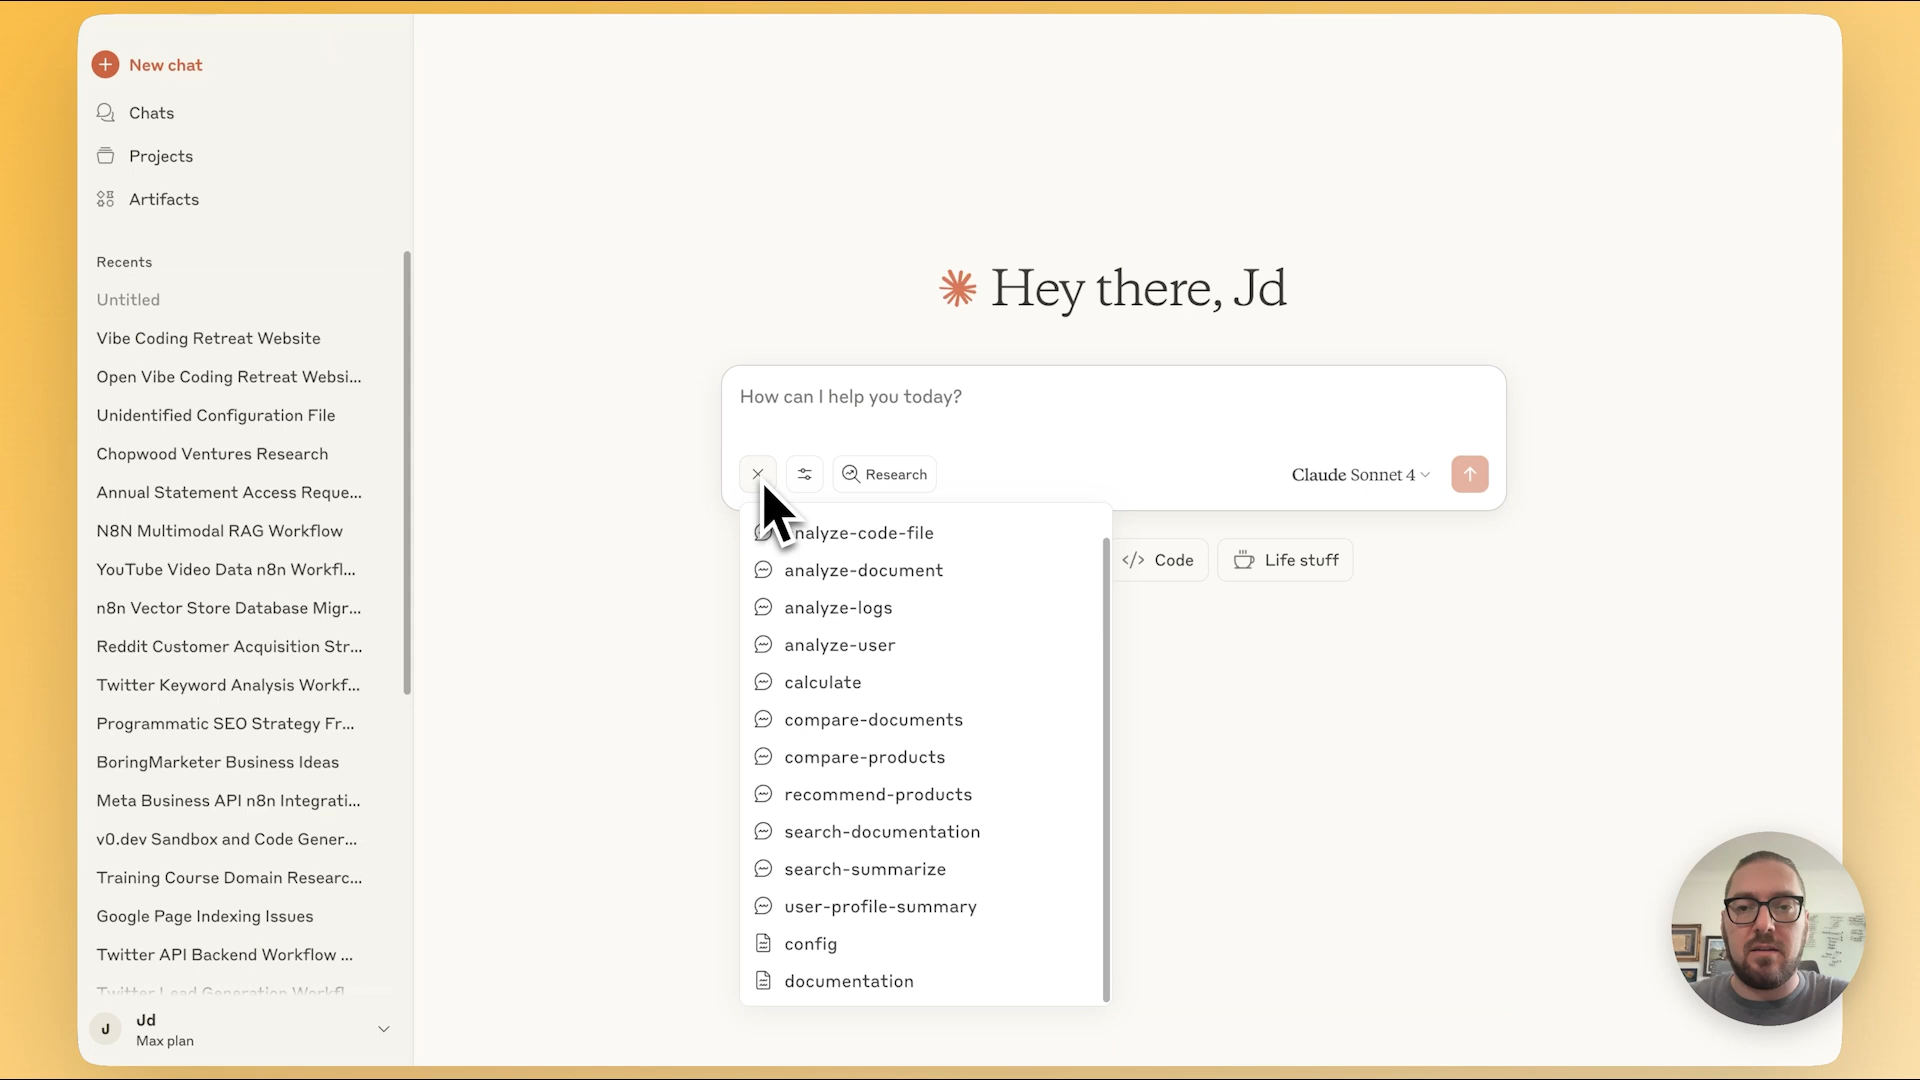 New chat
Chats
Projects
Artifacts
Recents
Untitled
Vibe Coding Retreat Website
Open Vibe Coding Retreat Websi...
Unidentified Configuration File
Chopwood Ventures Research
Annual Statement Access Reque...
N8N Multimodal RAG Workflow
YouTube Video Data n8n Workfl...
n8n Vector Store Database Migr...
Reddit Customer Acquisition Str...
Twitter Keyword Analysis Workf...
Programmatic SEO Strategy Fr...
BoringMarketer Business Ideas
Meta Business API n8n Integrati...
v0.dev Sandbox and Code Gener...
Training Course Domain Researc...
Google Page Indexing Issues
Twitter API Backend Workflow ...
Twitter Lead Generation Workfl
J
Jd
Max plan
Hey there, Jd
How can I help you today?
Research
Claude Sonnet 4
Code
Life stuff
nalyze-code-file
analyze-document
analyze-logs
analyze-user
calculate
compare-documents
compare-products
recommend-products
search-documentation
search-summarize
user-profile-summary
config
documentation